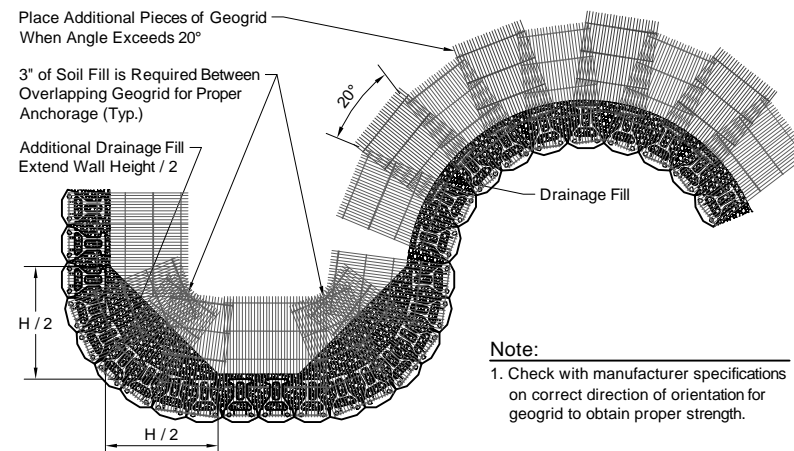 Place Additional Pieces of Geogrid
When Angle Exceeds 20°
3" of Soil Fill is Required Between
Overlapping Geogrid for Proper
Anchorage (Typ.)
Additional Drainage Fill
Extend Wall Height / 2
20°
Drainage Fill
H / 2
H / 2
Note:
1. Check with manufacturer specifications
on correct direction of orientation for
geogrid to obtain proper strength.